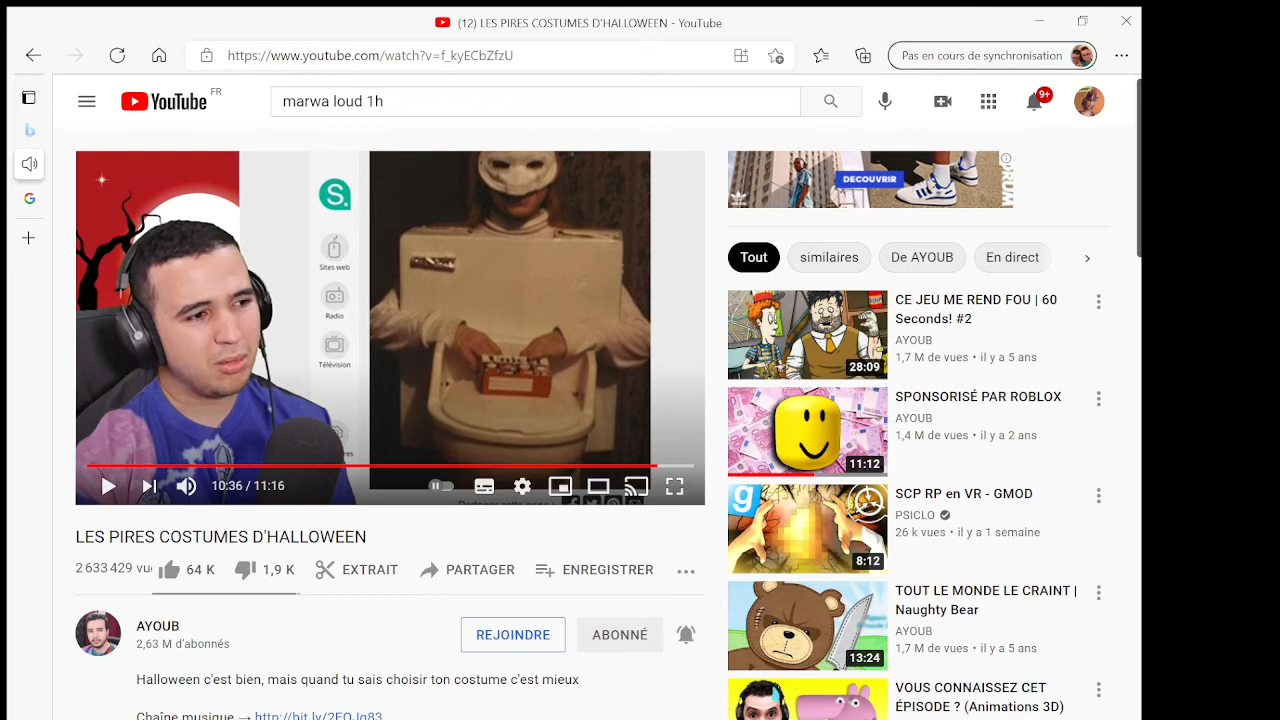 (12) LES PIRES COSTUMES D'HALLOWEEN - YouTube
https://www.youtube.com/watch?v=f_kyECbZfzU
Pas en cours de synchronisation
YouTube FR
marwa loud 1h
9+
S.
Sites web
Radio
Télévision
10:36 / 11:16
LES PIRES COSTUMES D'HALLOWEEN
2 633 429 vu
64 K
1,9 K
EXTRAIT
PARTAGER
ENREGISTRER
AYOUB
2,63 M d'abonnés
REJOINDRE
ABONNÉ
Halloween c'est bien, mais quand tu sais choisir ton costume c'est mieux
Chaîne musique → http://bit.ly/2EOJg83
DECOUVRIR
FORUM
Tout
similaires
De AYOUB
En direct
CE JEU ME REND FOU | 60
Seconds! #2
AYOUB
1,7 M de vues • il y a 5 ans
28:09
SPONSORISÉ PAR ROBLOX
AYOUB
1,4 M de vues • il y a 2 ans
11:12
SCP RP en VR - GMOD
PSICLO
26 k vues • il y a 1 semaine
8:12
TOUT LE MONDE LE CRAINT |
Naughty Bear
AYOUB
1,7 M de vues • il y a 5 ans
13:24
VOUS CONNAISSEZ CET
ÉPISODE ? (Animations 3D)